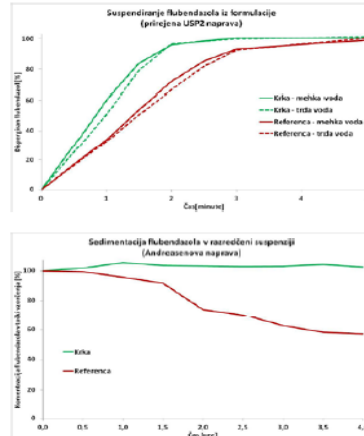 Suspendiranje flubendazola iz formulacije
(prirejena USP2 naprava)
100
80
60
40
20
0
Dispergiran flubendazol [%]
Krka - mehka voda
Krka - trda voda
Referenca - mehka voda
Referenca - trda voda
0
1
2
3
4
Čas[minute]
Sedimentacija flubendazola v razredčeni suspenziji
(Andreasenova naprava)
100
80
60
40
20
0
flubendazola v
[%]
Krka
Referenca
0,0
0,5
1,0
1,5
2,0
2,5
3,0
3,5